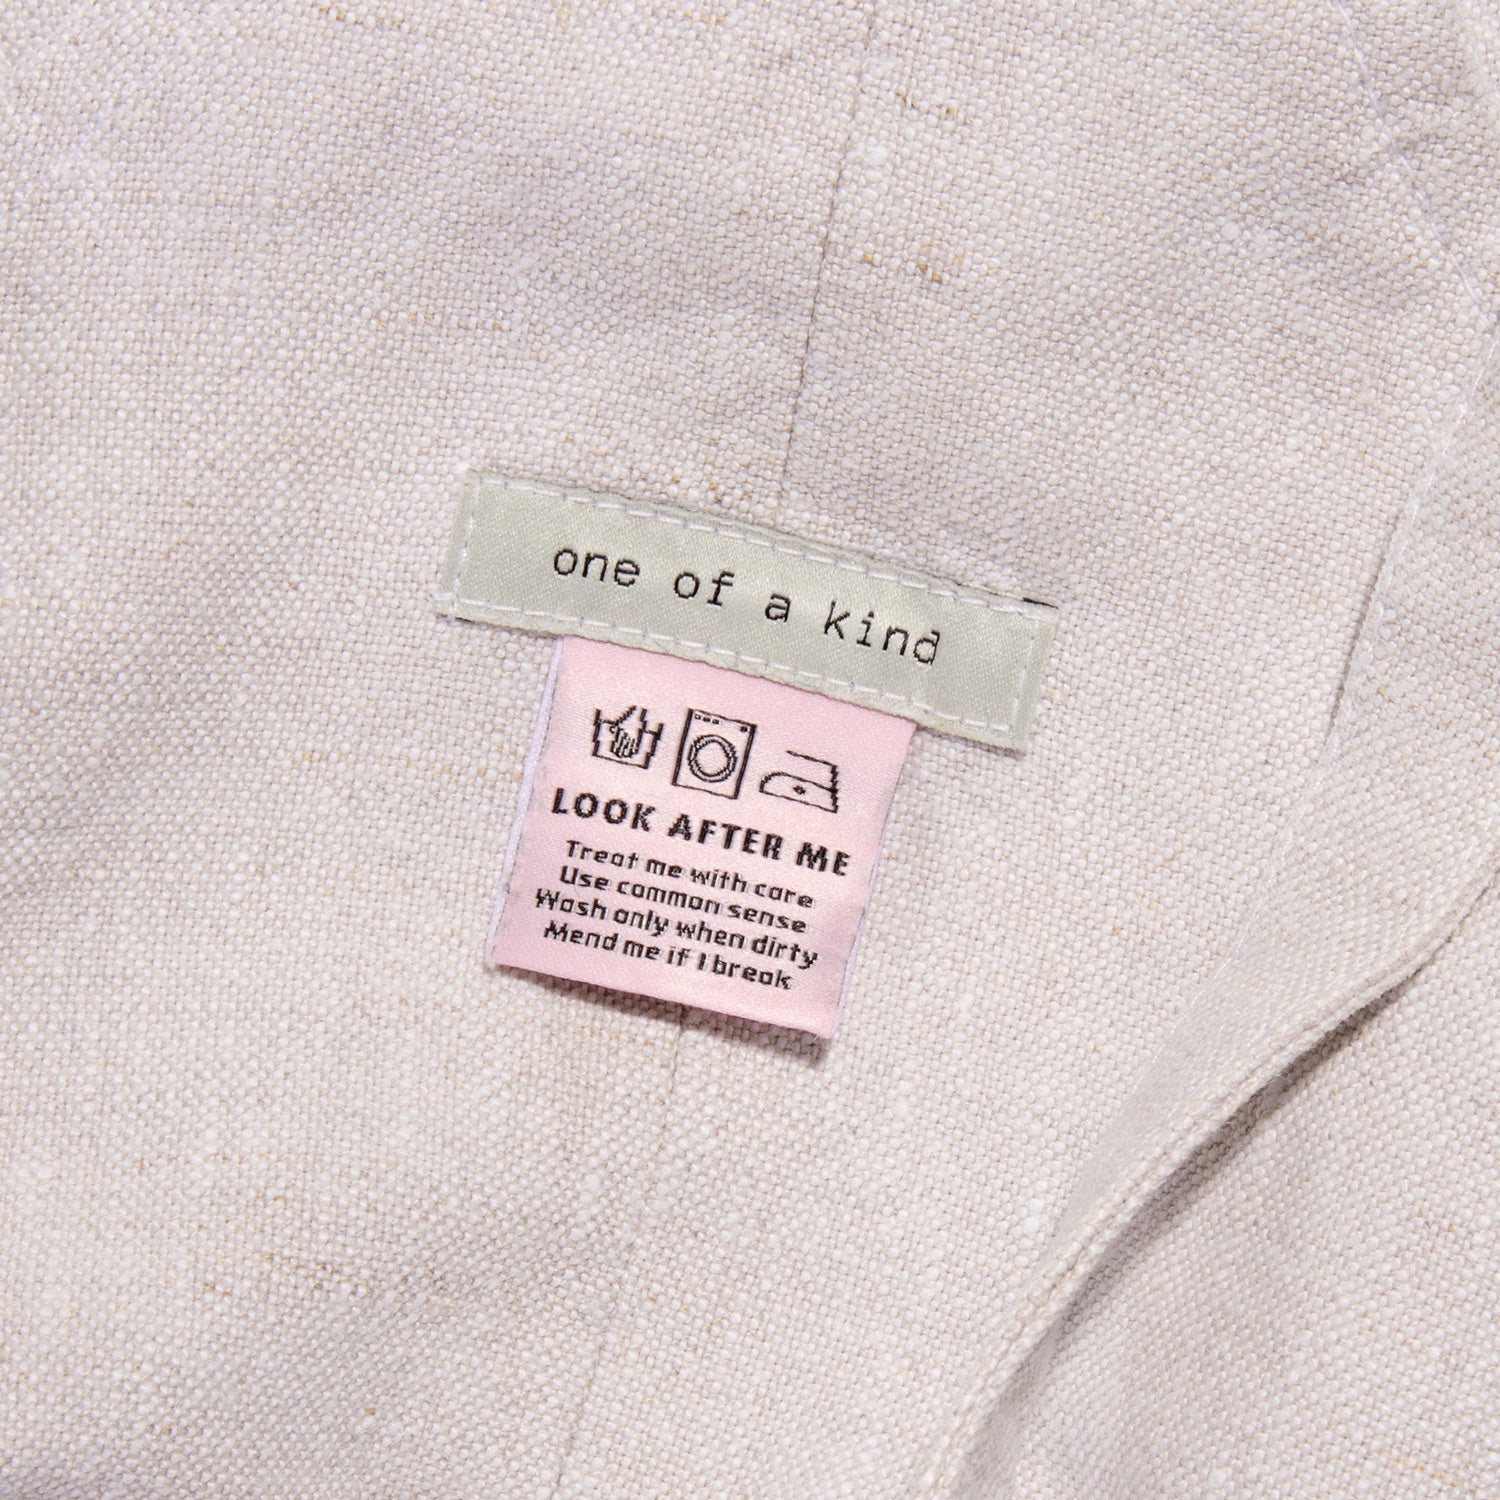 one of a kind
LOOK AFTER ME
Treat me with care
Use common sense
Wash only when dirty
Mend me if I break